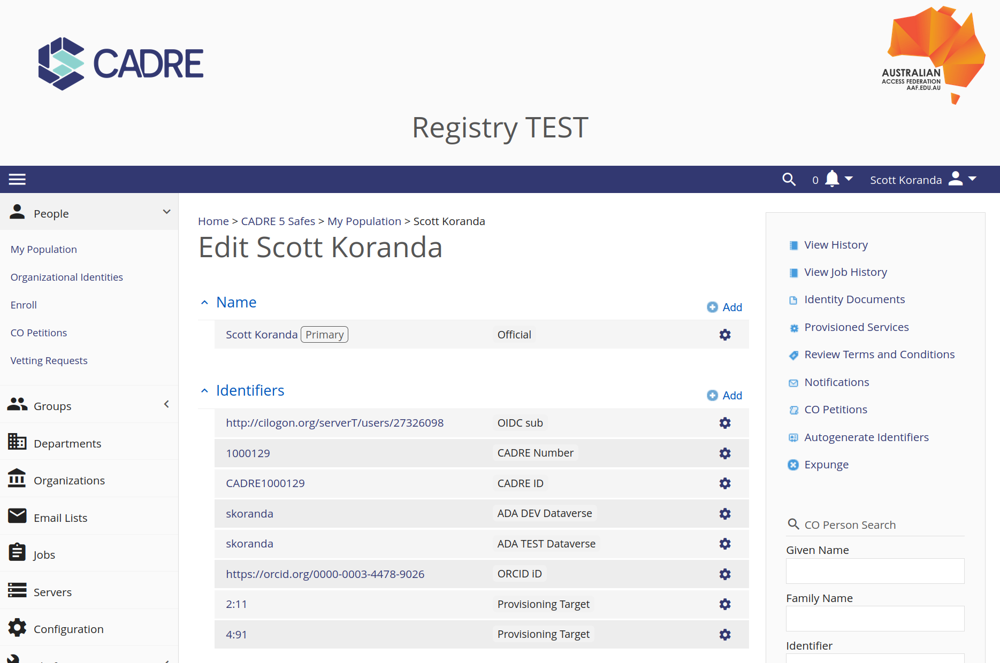 CADRE
AUSTRALIAN
ACCESS FEDERATION
AAF.EDU.AU
Registry TEST
0
Scott Koranda
People
My Population
Organizational Identities
Enroll
CO Petitions
Vetting Requests
Groups
Departments
Organizations
Email Lists
Jobs
Servers
Configuration
Home > CADRE 5 Safes > My Population > Scott Koranda
Edit Scott Koranda
Name
Add
Scott Koranda Primary Official
Identifiers
Add
http://cilogon.org/serverT/users/27326098 OIDC sub
1000129 CADRE Number
CADRE1000129 CADRE ID
skoranda ADA DEV Dataverse
skoranda ADA TEST Dataverse
https://orcid.org/0000-0003-4478-9026 ORCID iD
2:11 Provisioning Target
4:91 Provisioning Target
View History
View Job History
Identity Documents
Provisioned Services
Review Terms and Conditions
Notifications
CO Petitions
Autogenerate Identifiers
Expunge
CO Person Search
Given Name
Family Name
Identifier